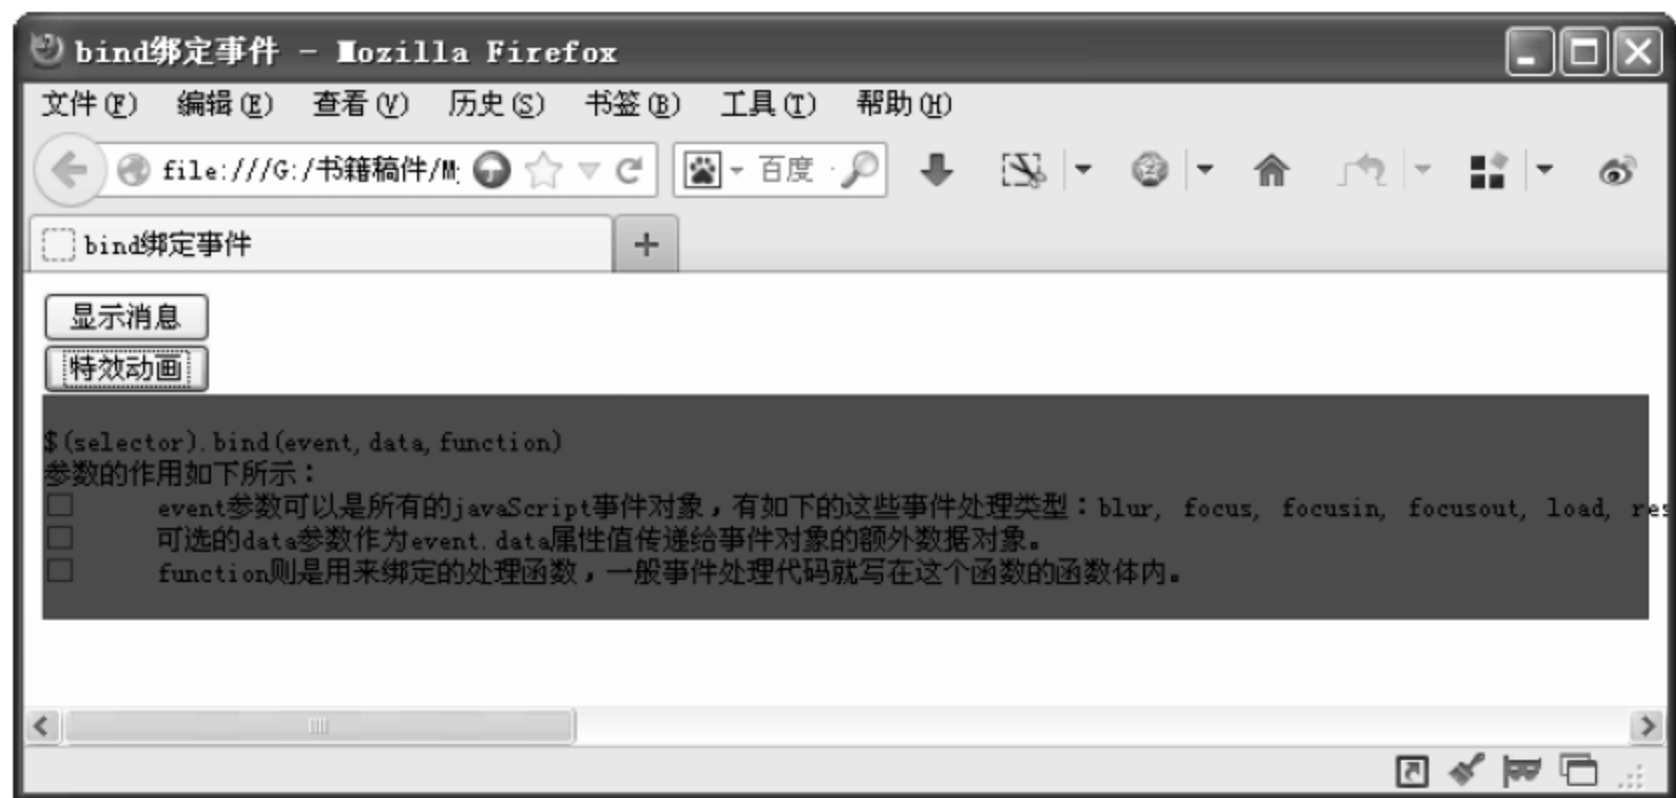 bind绑定事件 - Mozilla Firefox
文件(F) 编辑(E) 查看(V) 历史(S) 书签(B) 工具(T) 帮助(H)
file:///G:/书籍稿件/M 百度
bind绑定事件
显示消息
特效动画
$(selector).bind(event,data,function)
参数的作用如下所示：
event参数可以是所有的javaScript事件对象，有如下的这些事件处理类型：blur, focus, focusin, focusout, load, res
可选的data参数作为event.data属性值传递给事件对象的额外数据对象。
function则是用来绑定的处理函数，一般事件处理代码就写在这个函数的函数体内。